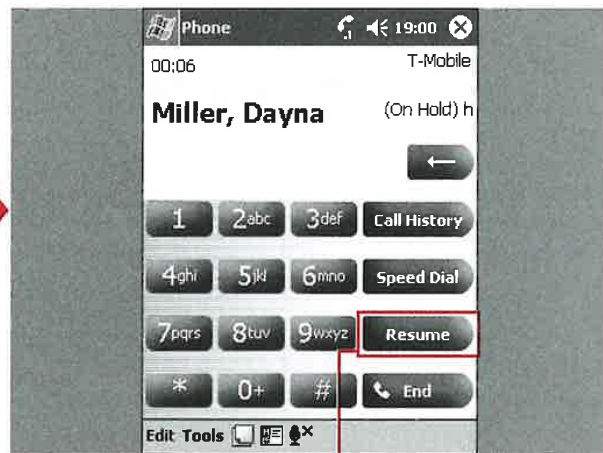 Phone 19:00
00:06 T-Mobile
Miller, Dayna (On Hold) h
1 2abc 3def Call History
4ghi 5jkl 6mno Speed Dial
7pqrs 8tuv 9wxyz Resume
* 0+ # End
Edit Tools